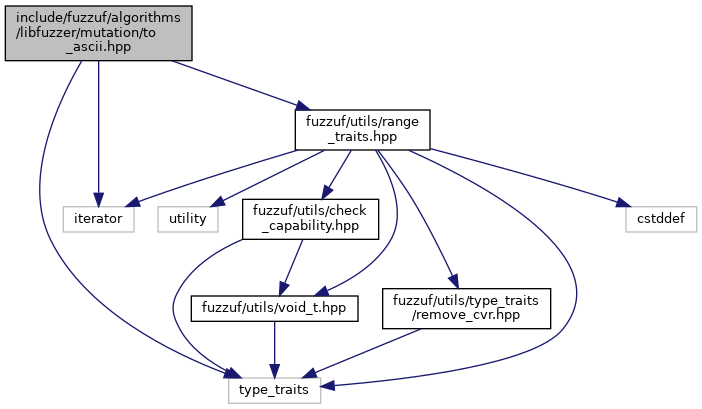 include/fuzzuf/algorithms
/libfuzzer/mutation/to
_ascii.hpp
fuzzuf/utils/range
_traits.hpp
iterator
utility
fuzzuf/utils/check
_capability.hpp
cstddef
fuzzuf/utils/void_t.hpp
fuzzuf/utils/type_traits
/remove_cvr.hpp
type_traits